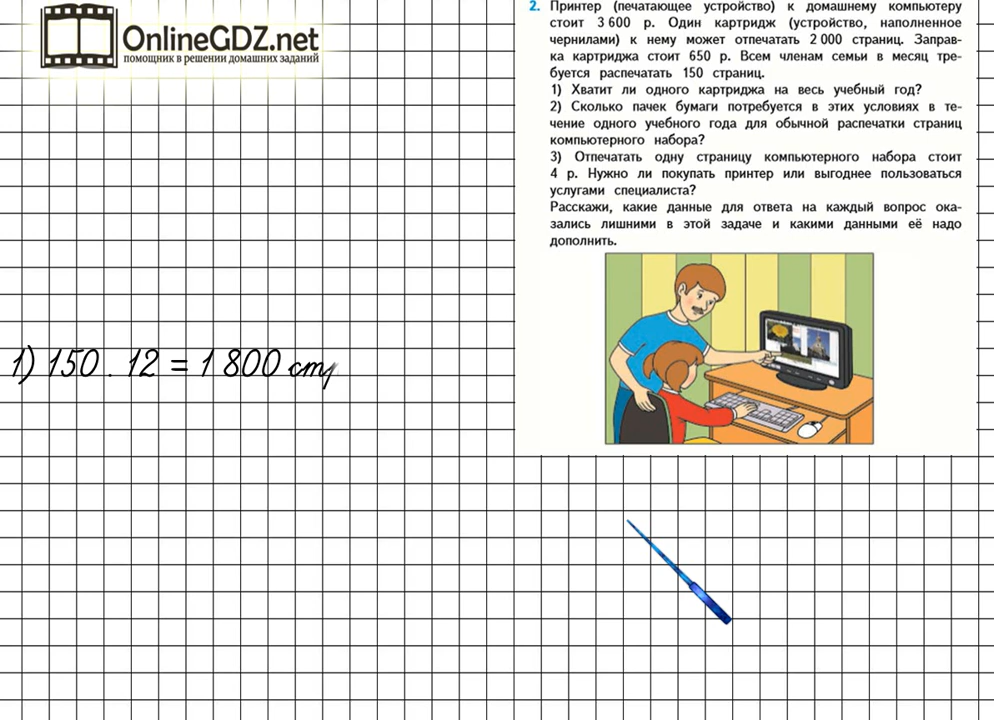 OnlineGDZ.net
помощник в решении домашних заданий
2. Принтер (печатающее устройство) к домашнему компьютеру
стоит 3 600 р. Один картридж (устройство, наполненное
чернилами) к нему может отпечатать 2 000 страниц. Заправ-
ка картриджа стоит 650 р. Всем членам семьи в месяц тре-
буется распечатать 150 страниц.
1) Хватит ли одного картриджа на весь учебный год?
2) Сколько пачек бумаги потребуется в этих условиях в те-
чение одного учебного года для обычной распечатки страниц
компьютерного набора?
3) Отпечатать одну страницу компьютерного набора стоит
4 р. Нужно ли покупать принтер или выгоднее пользоваться
услугами специалиста?
Расскажи, какие данные для ответа на каждый вопрос ока-
зались лишними в этой задаче и какими данными её надо
дополнить.
1) 150 . 12 = 1 800 стр